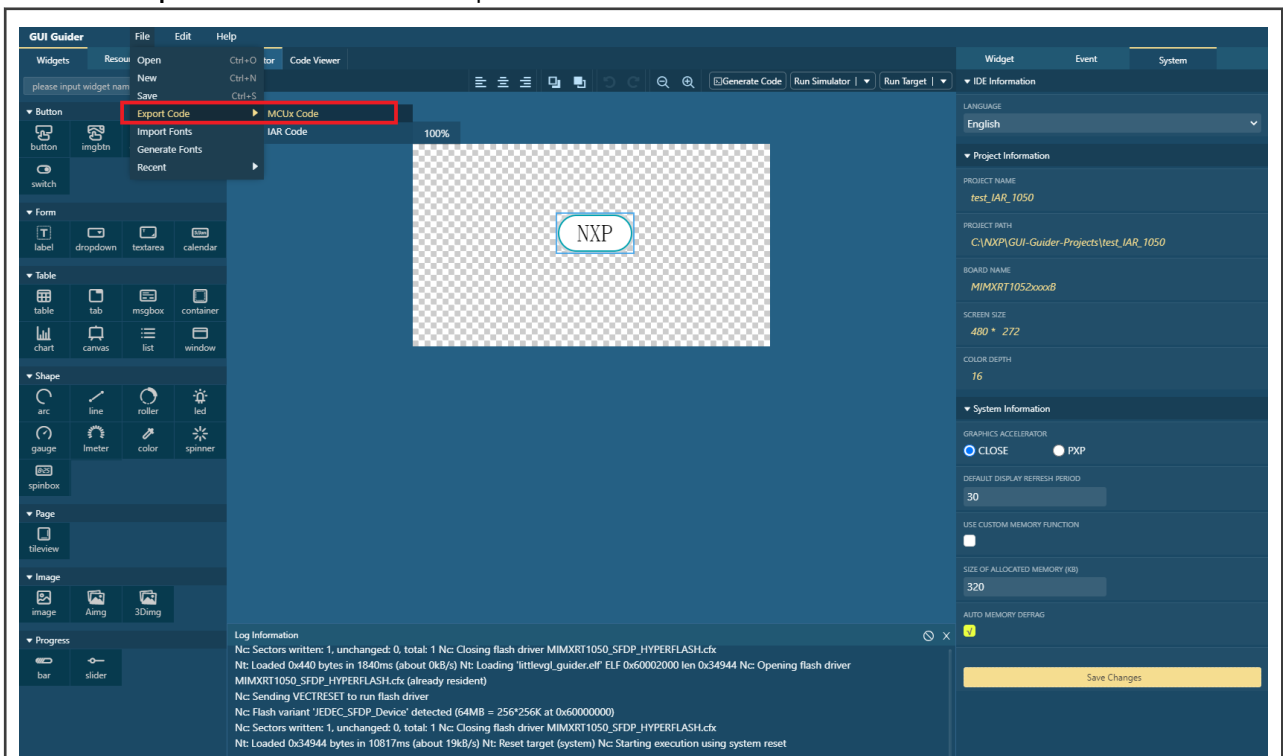 GUI Guider File Edit Help
Widgets Resou tor Code Viewer
Open Ctrl+O
please input widget nam
New Ctrl+N
Save Ctrl+S
Export Code MCUx Code
Import Fonts IAR Code
Generate Fonts
Recent
Generate Code Run Simulator | Run Target |
100%
NXP
Button
button imgbtn
switch
Form
label dropdown textarea calendar
Table
table tab msgbox container
chart canvas list window
Shape
arc line roller led
gauge lmeter color spinner
spinbox
Page
tileview
Image
image Aimg 3Dimg
Progress
bar slider
Log Information
Nc: Sectors written: 1, unchanged: 0, total: 1 Nc: Closing flash driver MIMXRT1050_SFDP_HYPERFLASH.cfx
Nt: Loaded 0x440 bytes in 1840ms (about 0kB/s) Nt: Loading 'littlevgl_guider.elf' ELF 0x60002000 len 0x34944 Nc: Opening flash driver
MIMXRT1050_SFDP_HYPERFLASH.cfx (already resident)
Nc: Sending VECTRESET to run flash driver
Nc: Flash variant 'JEDEC_SFDP_Device' detected (64MB = 256*256K at 0x60000000)
Nc: Sectors written: 1, unchanged: 0, total: 1 Nc: Closing flash driver MIMXRT1050_SFDP_HYPERFLASH.cfx
Nt: Loaded 0x34944 bytes in 10817ms (about 19kB/s) Nt: Reset target (system) Nc: Starting execution using system reset
Widget Event System
IDE Information
LANGUAGE
English
Project Information
PROJECT NAME
test_IAR_1050
PROJECT PATH
C:\NXP\GUI-Guider-Projects\test_IAR_1050
BOARD NAME
MIMXRT1052xxxxB
SCREEN SIZE
480 * 272
COLOR DEPTH
16
System Information
GRAPHICS ACCELERATOR
CLOSE PXP
DEFAULT DISPLAY REFRESH PERIOD
30
USE CUSTOM MEMORY FUNCTION
SIZE OF ALLOCATED MEMORY (KB)
320
AUTO MEMORY DEFRAG
Save Changes